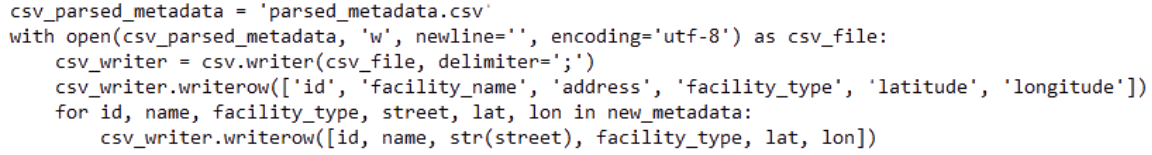 csv_parsed_metadata = 'parsed_metadata.csv'
with open(csv_parsed_metadata, 'w', newline='', encoding='utf-8') as csv_file:
    csv_writer = csv.writer(csv_file, delimiter=';')
    csv_writer.writerow(['id', 'facility_name', 'address', 'facility_type', 'latitude', 'longitude'])
    for id, name, facility_type, street, lat, lon in new_metadata:
        csv_writer.writerow([id, name, str(street), facility_type, lat, lon])